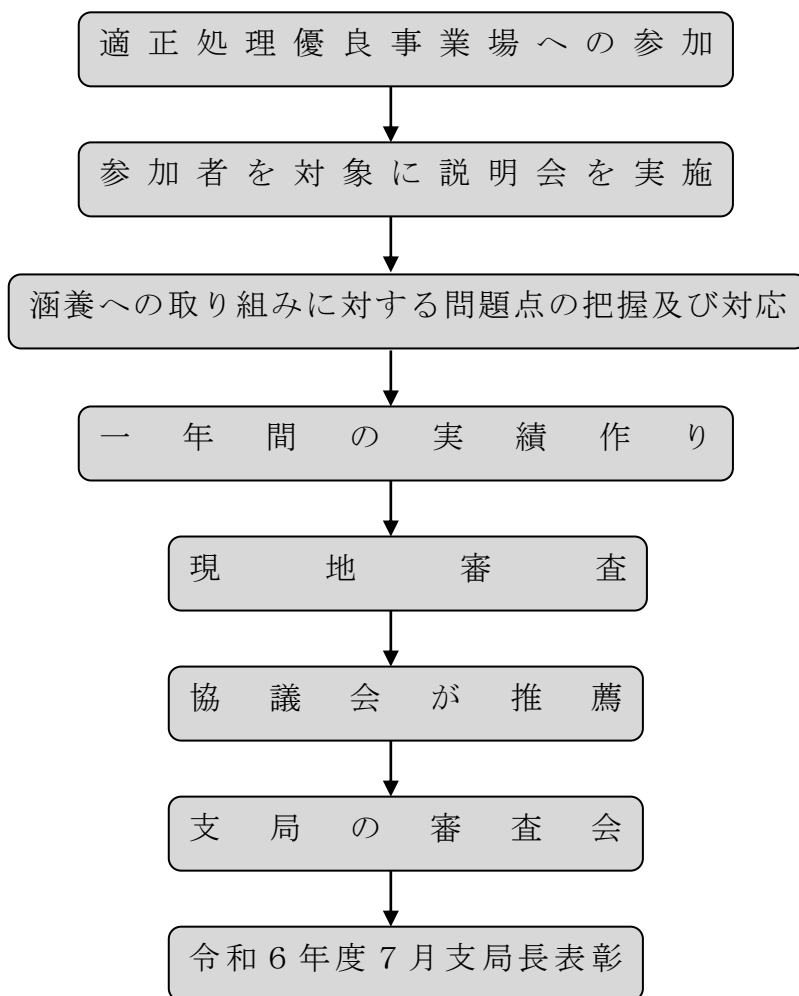 適正処理優良事業場への参加
参加者を対象に説明会を実施
涵養への取り組みに対する問題点の把握及び対応
一年間の実績作り
現地審査
協議会が推薦
支局の審査会
令和６年度７月支局長表彰